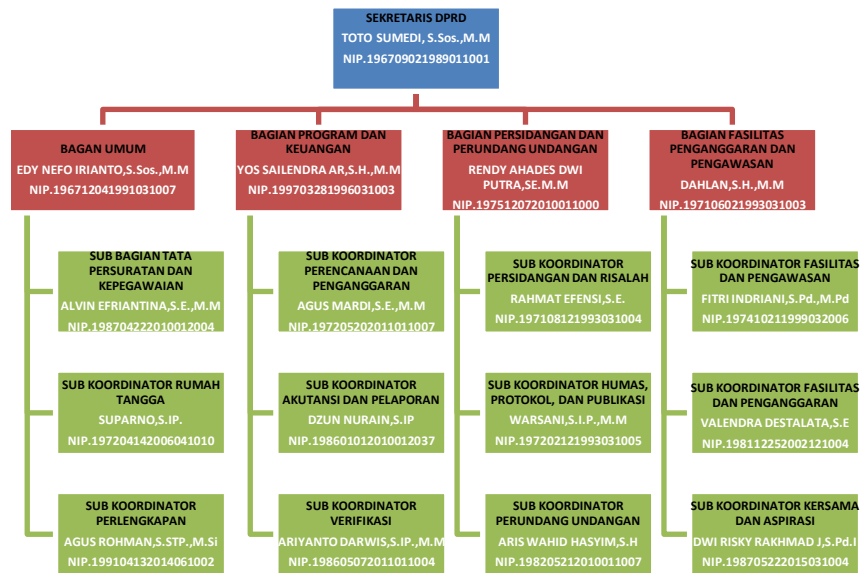 SEKRETARIS DPRD
TOTO SUMEDI, S.Sos.,M.M
NIP.196709021989011001
BAGAN UMUM
EDY NEFO IRIANTO,S.Sos,M.M
NIP.196712041991031007
BAGIAN PROGRAM DAN
KEUANGAN
YOS SAILENDRA AR,S.H.,M.M
NIP.199703281996031003
BAGIAN PERSIDANGAN DAN
PERUNDANG UNDANGAN
RENDY AHADES DWI
PUTRA,SE.M.M
NIP.197512072010011000
BAGIAN FASILITAS
PENGANGGARAN DAN
PENGAWASAN
DAHLAN,S.H.,M.M
NIP.197106021993031003
SUB BAGIAN TATA
PERSURATAN DAN
KEPEGAWAIAN
ALVIN EFRIANTINA,S.E.,M.M
NIP.198704222010012004
SUB KOORDINATOR RUMAH
TANGGA
SUPARNO,S.IP.
NIP.197204142006041010
SUB KOORDINATOR
PERLENGKAPAN
AGUS ROHMAN,S.STP.,M.Si
NIP.199104132014061002
SUB KOORDINATOR
PERENCANAAN DAN
PENGANGGARAN
AGUS MARDI,S.E.,M.M
NIP.197205202011011007
SUB KOORDINATOR
AKUTANSI DAN PELAPORAN
DZUN NURAIN,S.IP
NIP.198601012010012037
SUB KOORDINATOR
VERIFIKASI
ARIYANTO DARWIS,S.IP.,M.M
NIP.198605072011011004
SUB KOORDINATOR
PERSIDANGAN DAN RISALAH
RAHMAT EFENSI,S.E.
NIP.197108121993031004
SUB KOORDINATOR HUMAS,
PROTOKOL, DAN PUBLIKASI
WARSANI,S.I.P.,M.M
NIP.197202121993031005
SUB KOORDINATOR
PERUNDANG UNDANGAN
ARIS WAHID HASYIM,S.H
NIP.198205212010011007
SUB KOORDINATOR FASILITAS
DAN PENGAWASAN
FITRI INDRIANI,S.Pd.,M.Pd
NIP.197410211999032006
SUB KOORDINATOR FASILITAS
DAN PENGANGGARAN
VALENDRA DESTALATA,S.E
NIP.198112252002121004
SUB KOORDINATOR KERSAMA
DAN ASPIRASI
DWI RISKY RAKHMAD J,S.Pd.I
NIP.198705222015031004